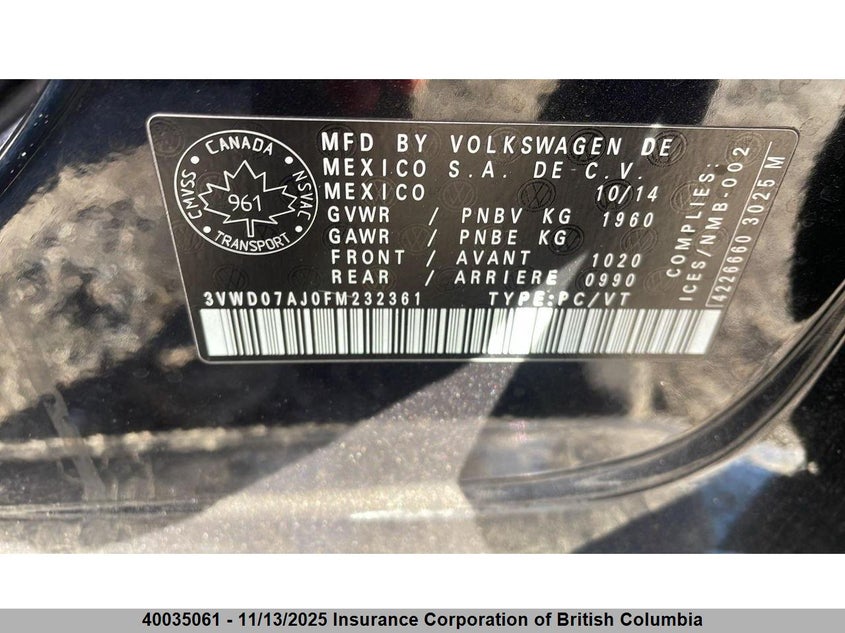 CANADA
CMVSS
NSVAC
961
TRANSPORT
MFD BY VOLKSWAGEN DE
MEXICO S.A. DE C.V.
MEXICO 10/14
GVWR / PNBV KG 1960
GAWR / PNBE KG
FRONT / AVANT 1020
REAR / ARRIERE 0990
3VWD07AJ0FM232361 TYPE:PC/VT
COMPLIES:
ICES/NMB-002
4226660 3025 M
40035061 - 11/13/2025 Insurance Corporation of British Columbia